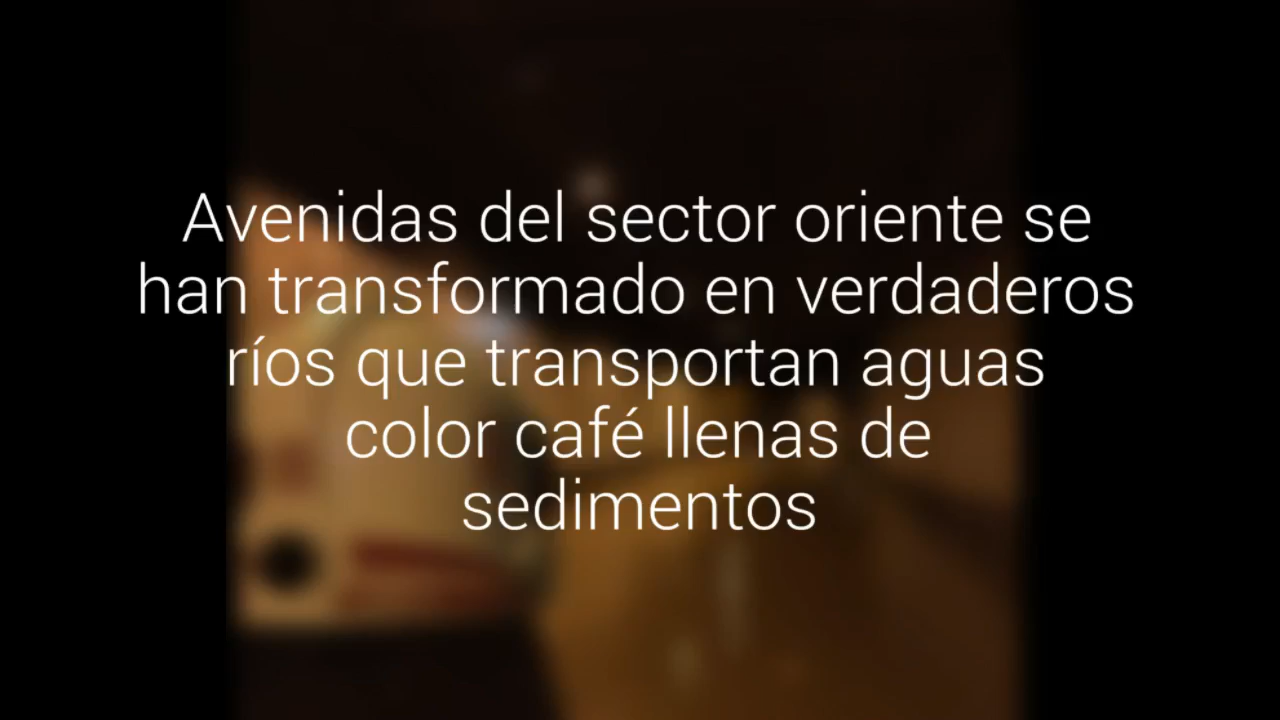 Avenidas del sector oriente se
han transformado en verdaderos
ríos que transportan aguas
color café llenas de
sedimentos